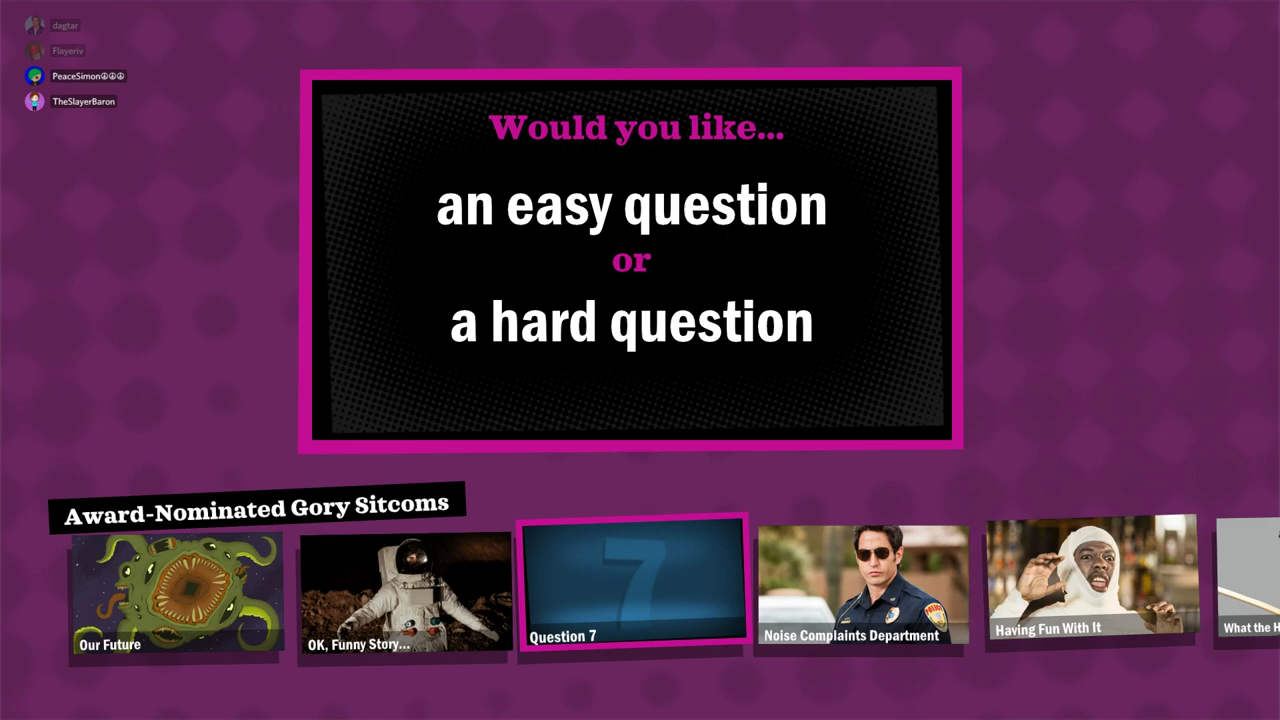 dagtar
Flayeriv
PeaceSimon☮☮☮
TheSlayerBaron
Would you like...
an easy question
or
a hard question
Award-Nominated Gory Sitcoms
Our Future
OK, Funny Story...
7
Question 7
Noise Complaints Department
Having Fun With It
What the H
POLICE